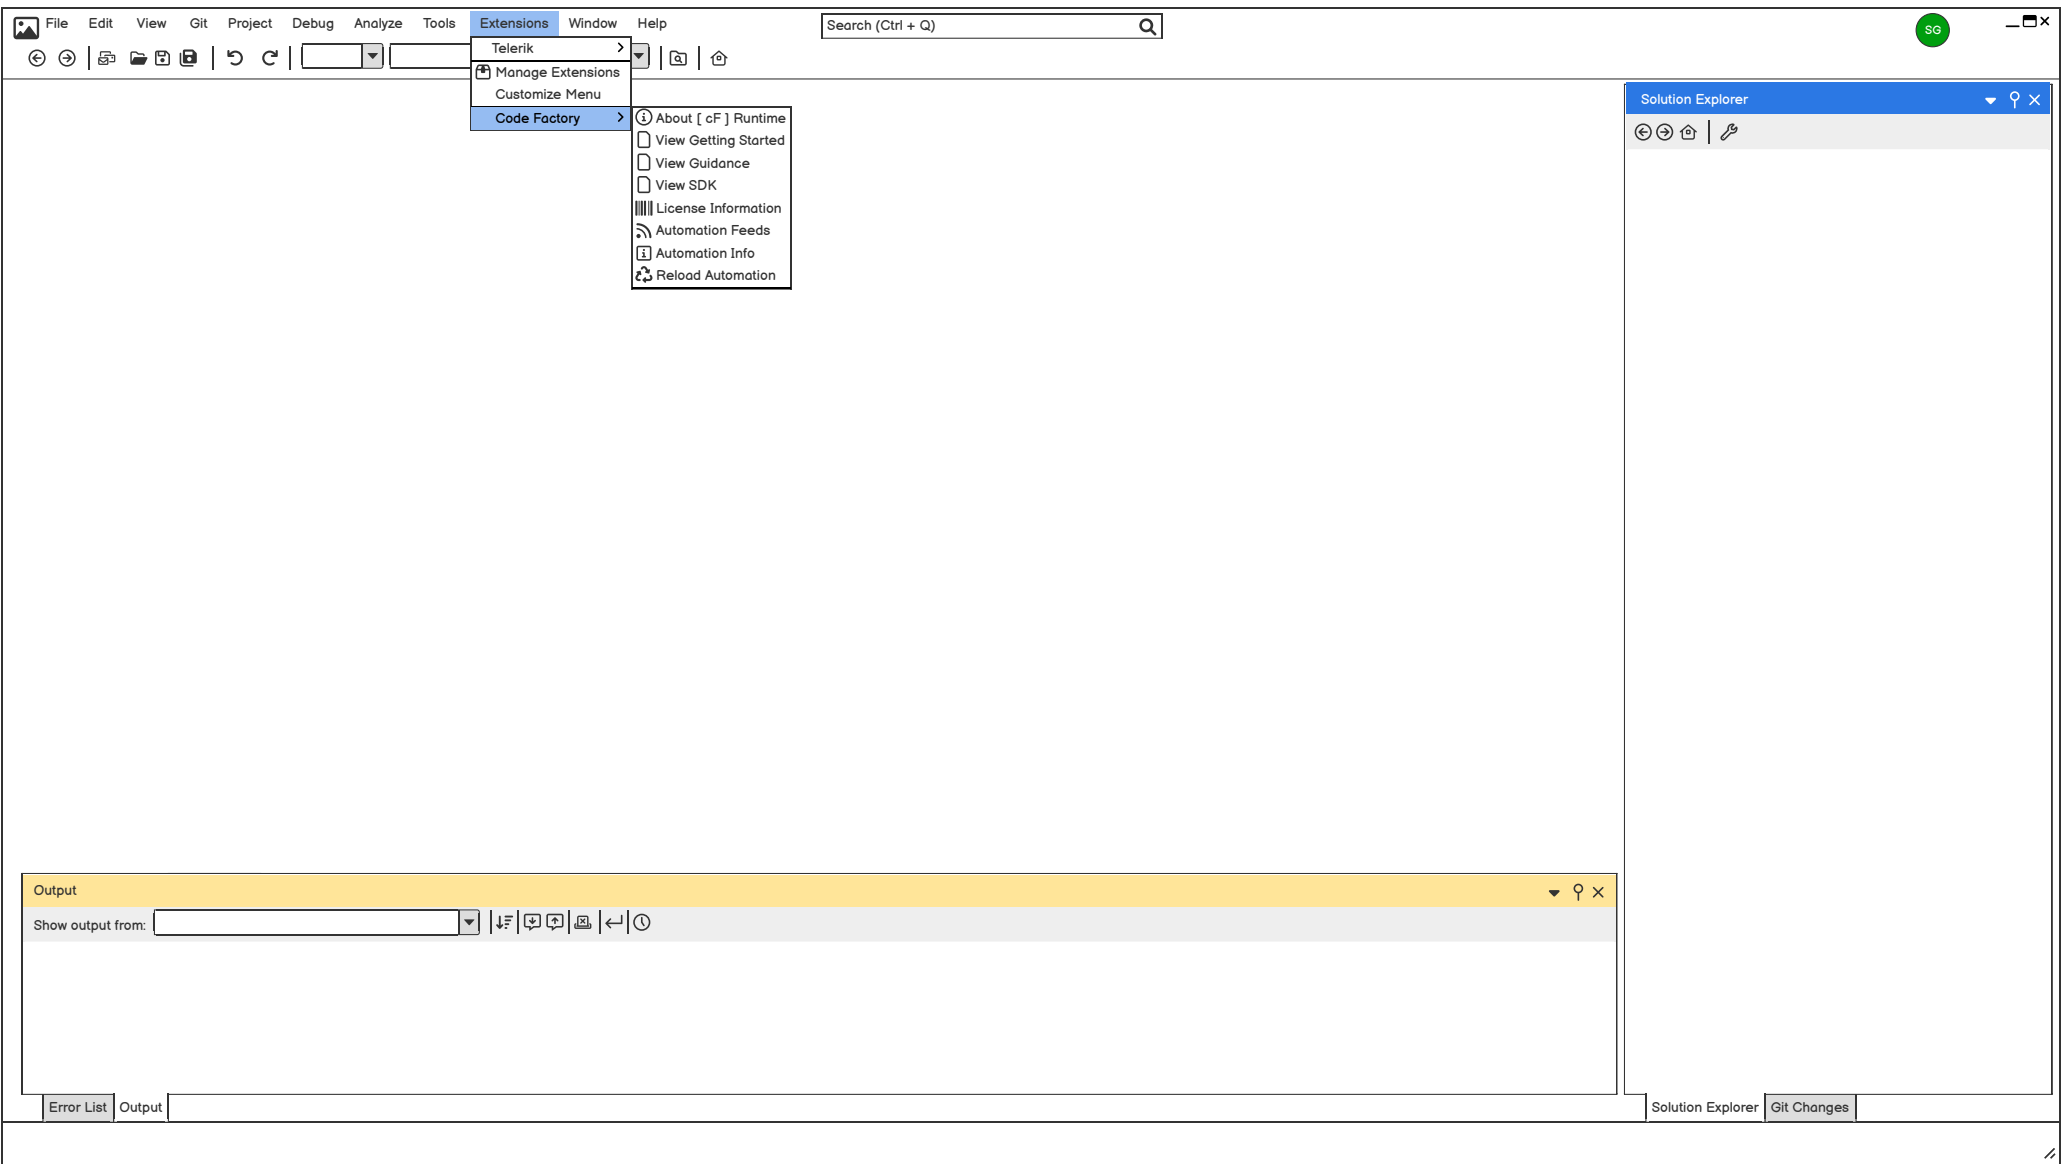 File Edit View Git Project Debug Analyze Tools Extensions Window Help
Search (Ctrl + Q)
SG
Telerik
Manage Extensions
Customize Menu
Code Factory
About [ cF ] Runtime
View Getting Started
View Guidance
View SDK
License Information
Automation Feeds
Automation Info
Reload Automation
Solution Explorer
Output
Show output from:
Error List Output
Solution Explorer Git Changes